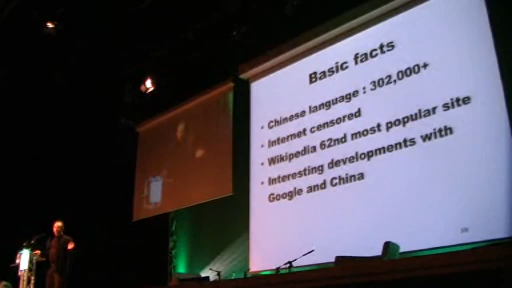 Basic facts
• Chinese language : 302,000+
• Internet censored
• Wikipedia 62nd most popular site
• Interesting developments with
Google and China